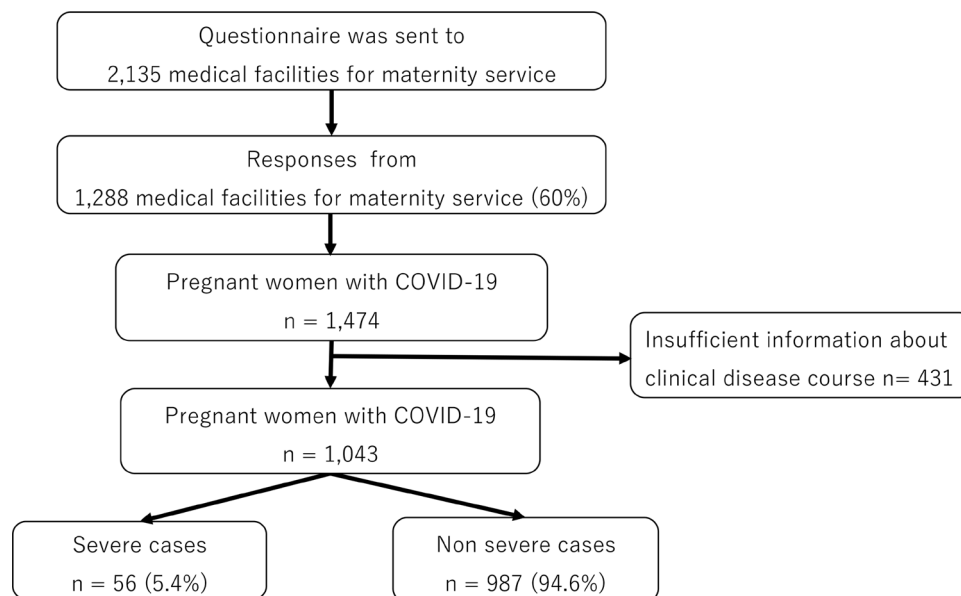 Questionnaire was sent to
2,135 medical facilities for maternity service
Responses from
1,288 medical facilities for maternity service (60%)
Pregnant women with COVID-19
n = 1,474
Insufficient information about
clinical disease course n= 431
Pregnant women with COVID-19
n = 1,043
Severe cases
n = 56 (5.4%)
Non severe cases
n = 987 (94.6%)